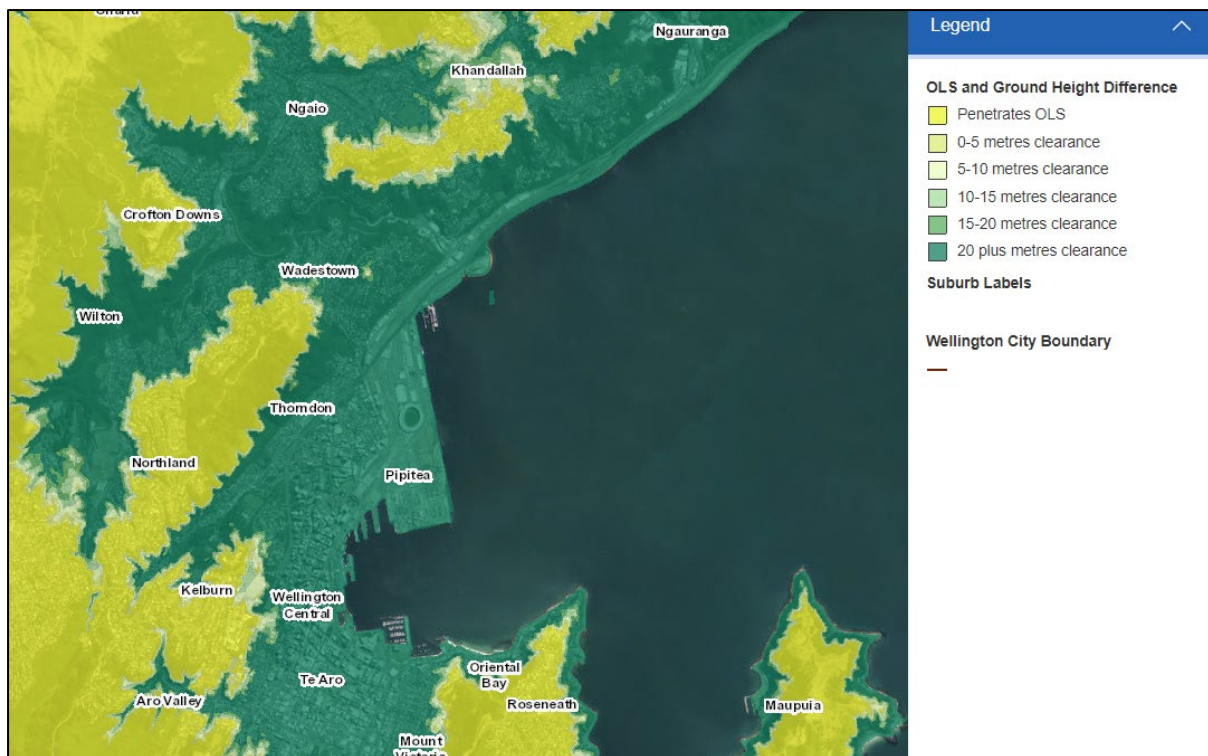 Ngauranga
Khandallah
Ngaio
Crofton Downs
Wadestown
Wilton
Thorndon
Northland
Pipitea
Kelburn
Wellington
Central
Oriental
Bay
Te Aro
Aro Valley
Roseneath
Maupuia
Mount
Legend
OLS and Ground Height Difference
Penetrates OLS
0-5 metres clearance
5-10 metres clearance
10-15 metres clearance
15-20 metres clearance
20 plus metres clearance
Suburb Labels
Wellington City Boundary